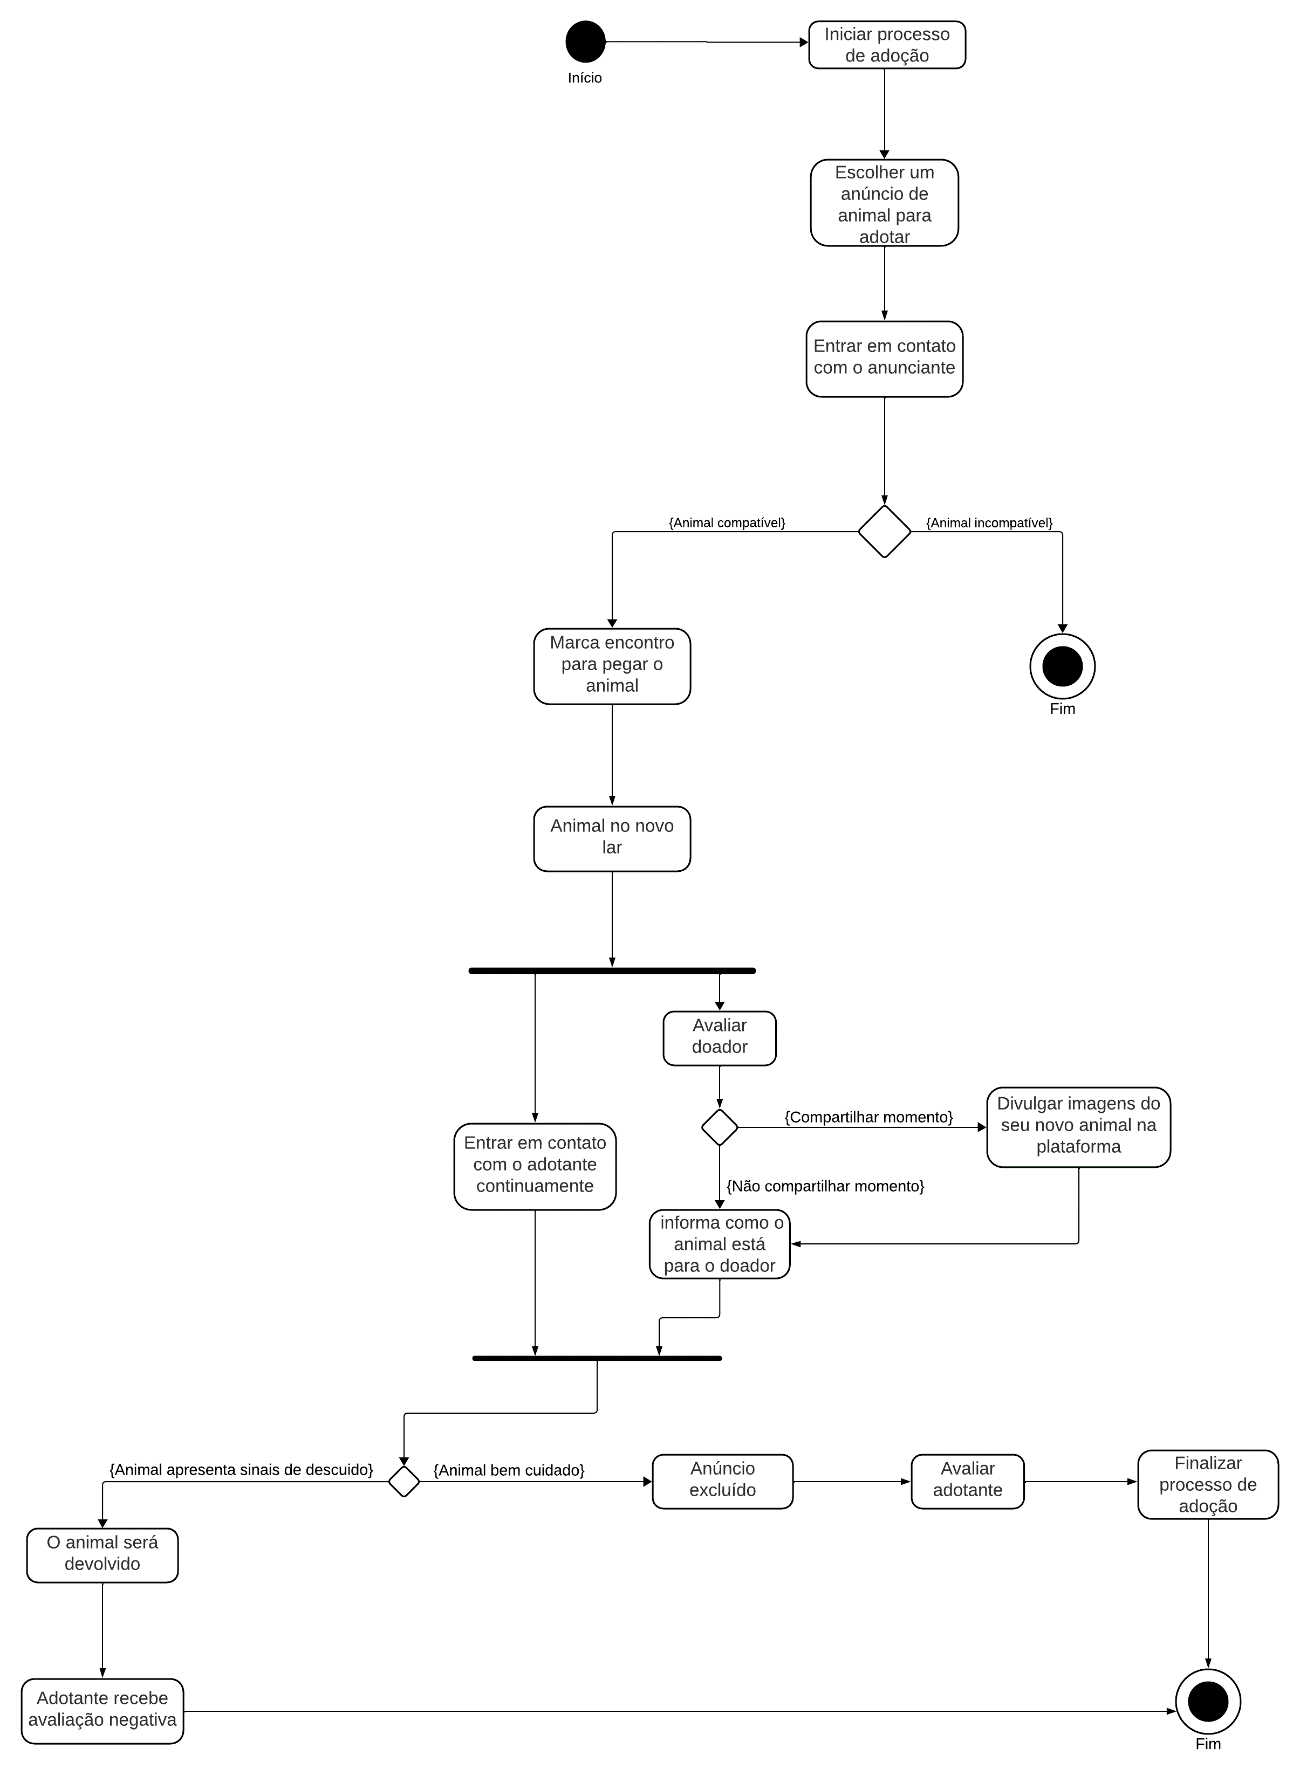 Início
Iniciar processo
de adoção
Escolher um
anúncio de
animal para
adotar
Entrar em contato
com o anunciante
{Animal compatível}
{Animal incompatível}
Marca encontro
para pegar o
animal
Fim
Animal no novo
lar
Avaliar
doador
{Compartilhar momento}
Divulgar imagens do
seu novo animal na
plataforma
Entrar em contato
com o adotante
continuamente
{Não compartilhar momento}
informa como o
animal está
para o doador
{Animal apresenta sinais de descuido}
{Animal bem cuidado}
Anúncio
excluído
Avaliar
adotante
Finalizar
processo de
adoção
O animal será
devolvido
Adotante recebe
avaliação negativa
Fim